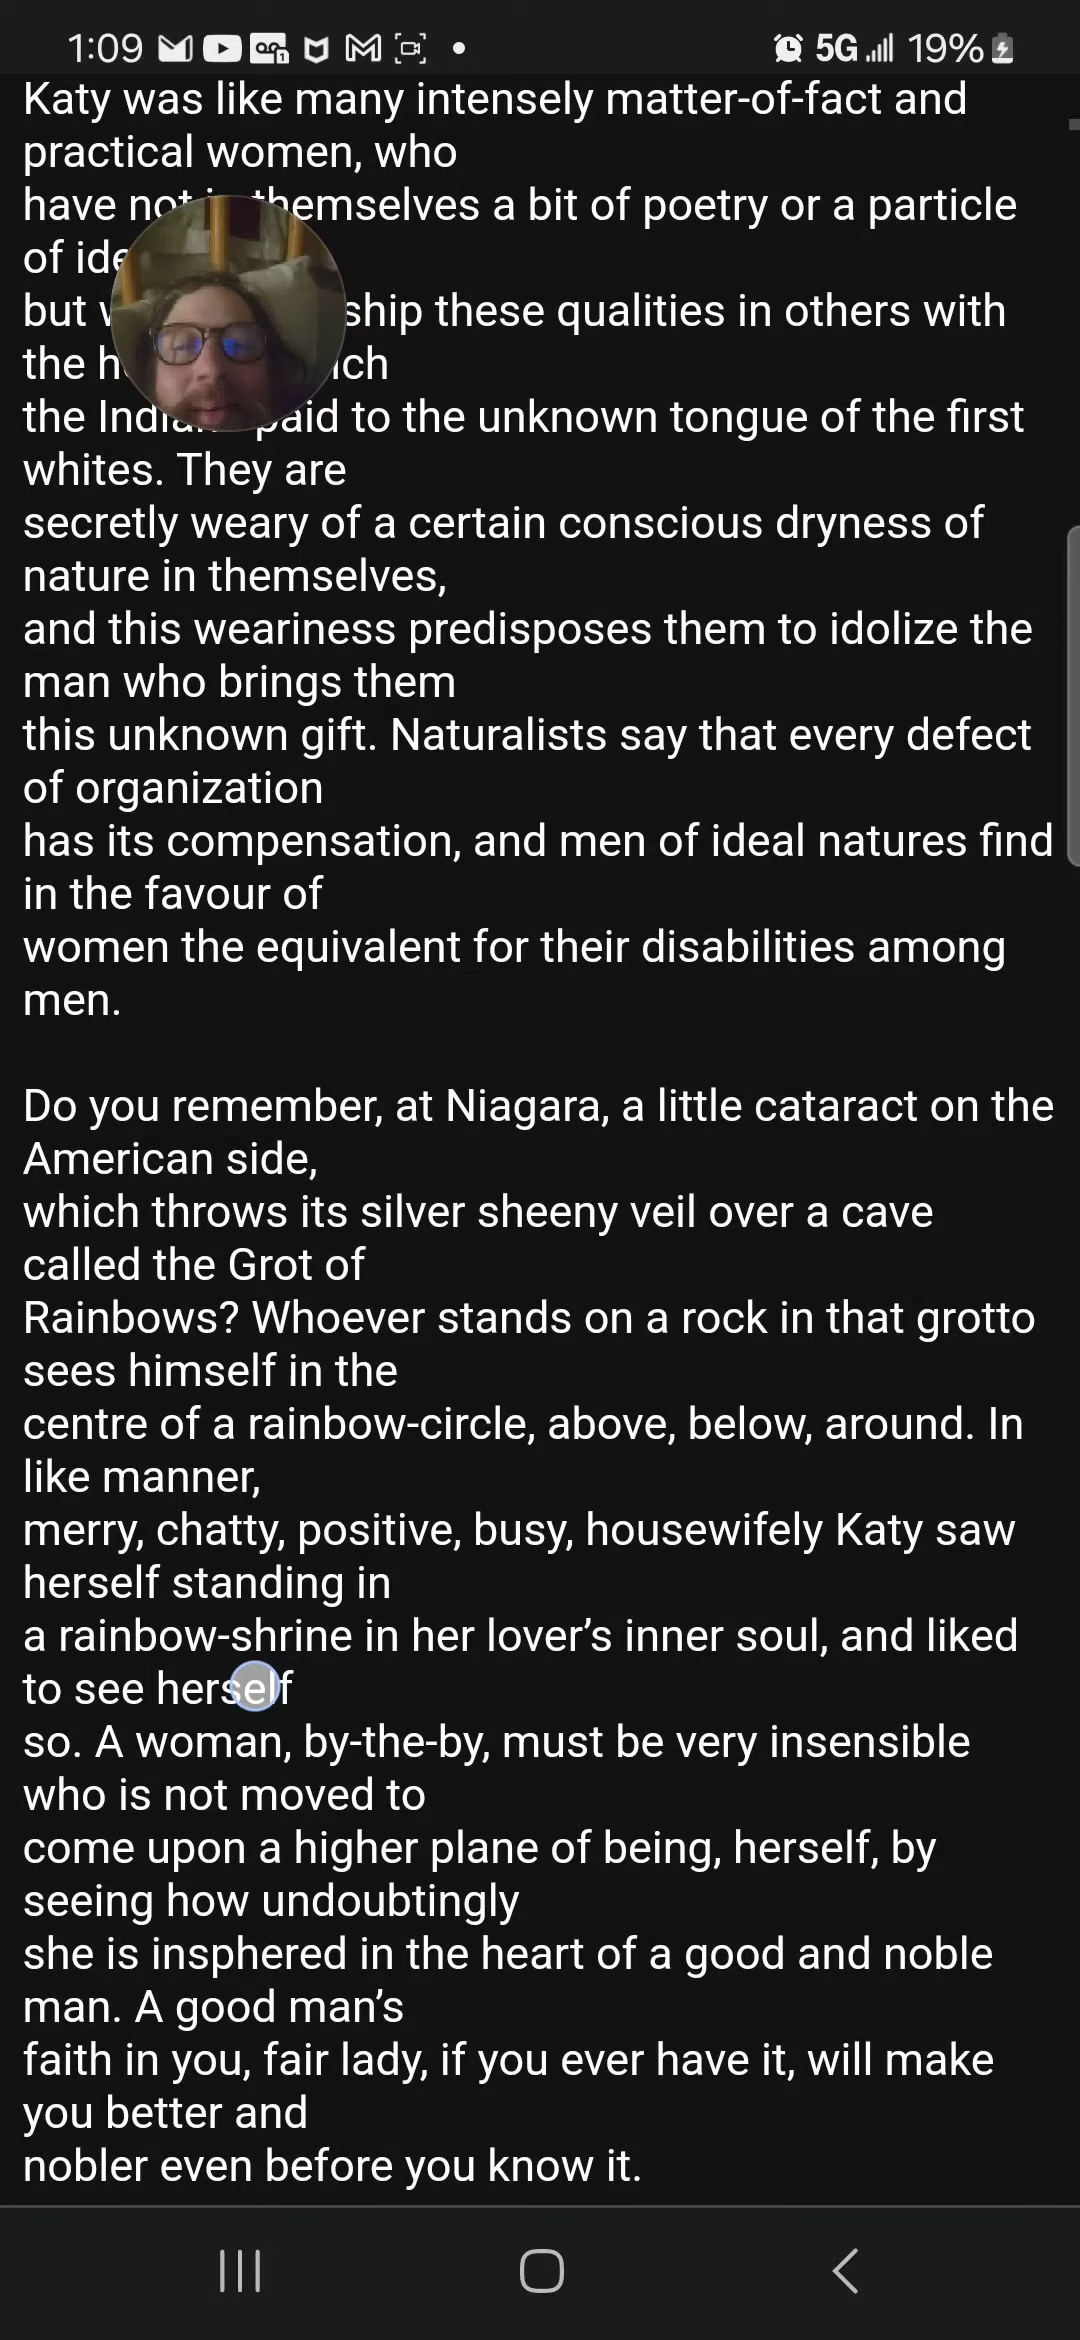 1:09 5G 19%
Katy was like many intensely matter-of-fact and
practical women, who
have not themselves a bit of poetry or a particle
of
but ship these qualities in others with
the
the paid to the unknown tongue of the first
whites. They are
secretly weary of a certain conscious dryness of
nature in themselves,
and this weariness predisposes them to idolize the
man who brings them
this unknown gift. Naturalists say that every defect
of organization
has its compensation, and men of ideal natures find
in the favour of
women the equivalent for their disabilities among
men.
Do you remember, at Niagara, a little cataract on the
American side,
which throws its silver sheeny veil over a cave
called the Grot of
Rainbows? Whoever stands on a rock in that grotto
sees himself in the
centre of a rainbow-circle, above, below, around. In
like manner,
merry, chatty, positive, busy, housewifely Katy saw
herself standing in
a rainbow-shrine in her lover’s inner soul, and liked
to see herself
so. A woman, by-the-by, must be very insensible
who is not moved to
come upon a higher plane of being, herself, by
seeing how undoubtingly
she is insphered in the heart of a good and noble
man. A good man’s
faith in you, fair lady, if you ever have it, will make
you better and
nobler even before you know it.